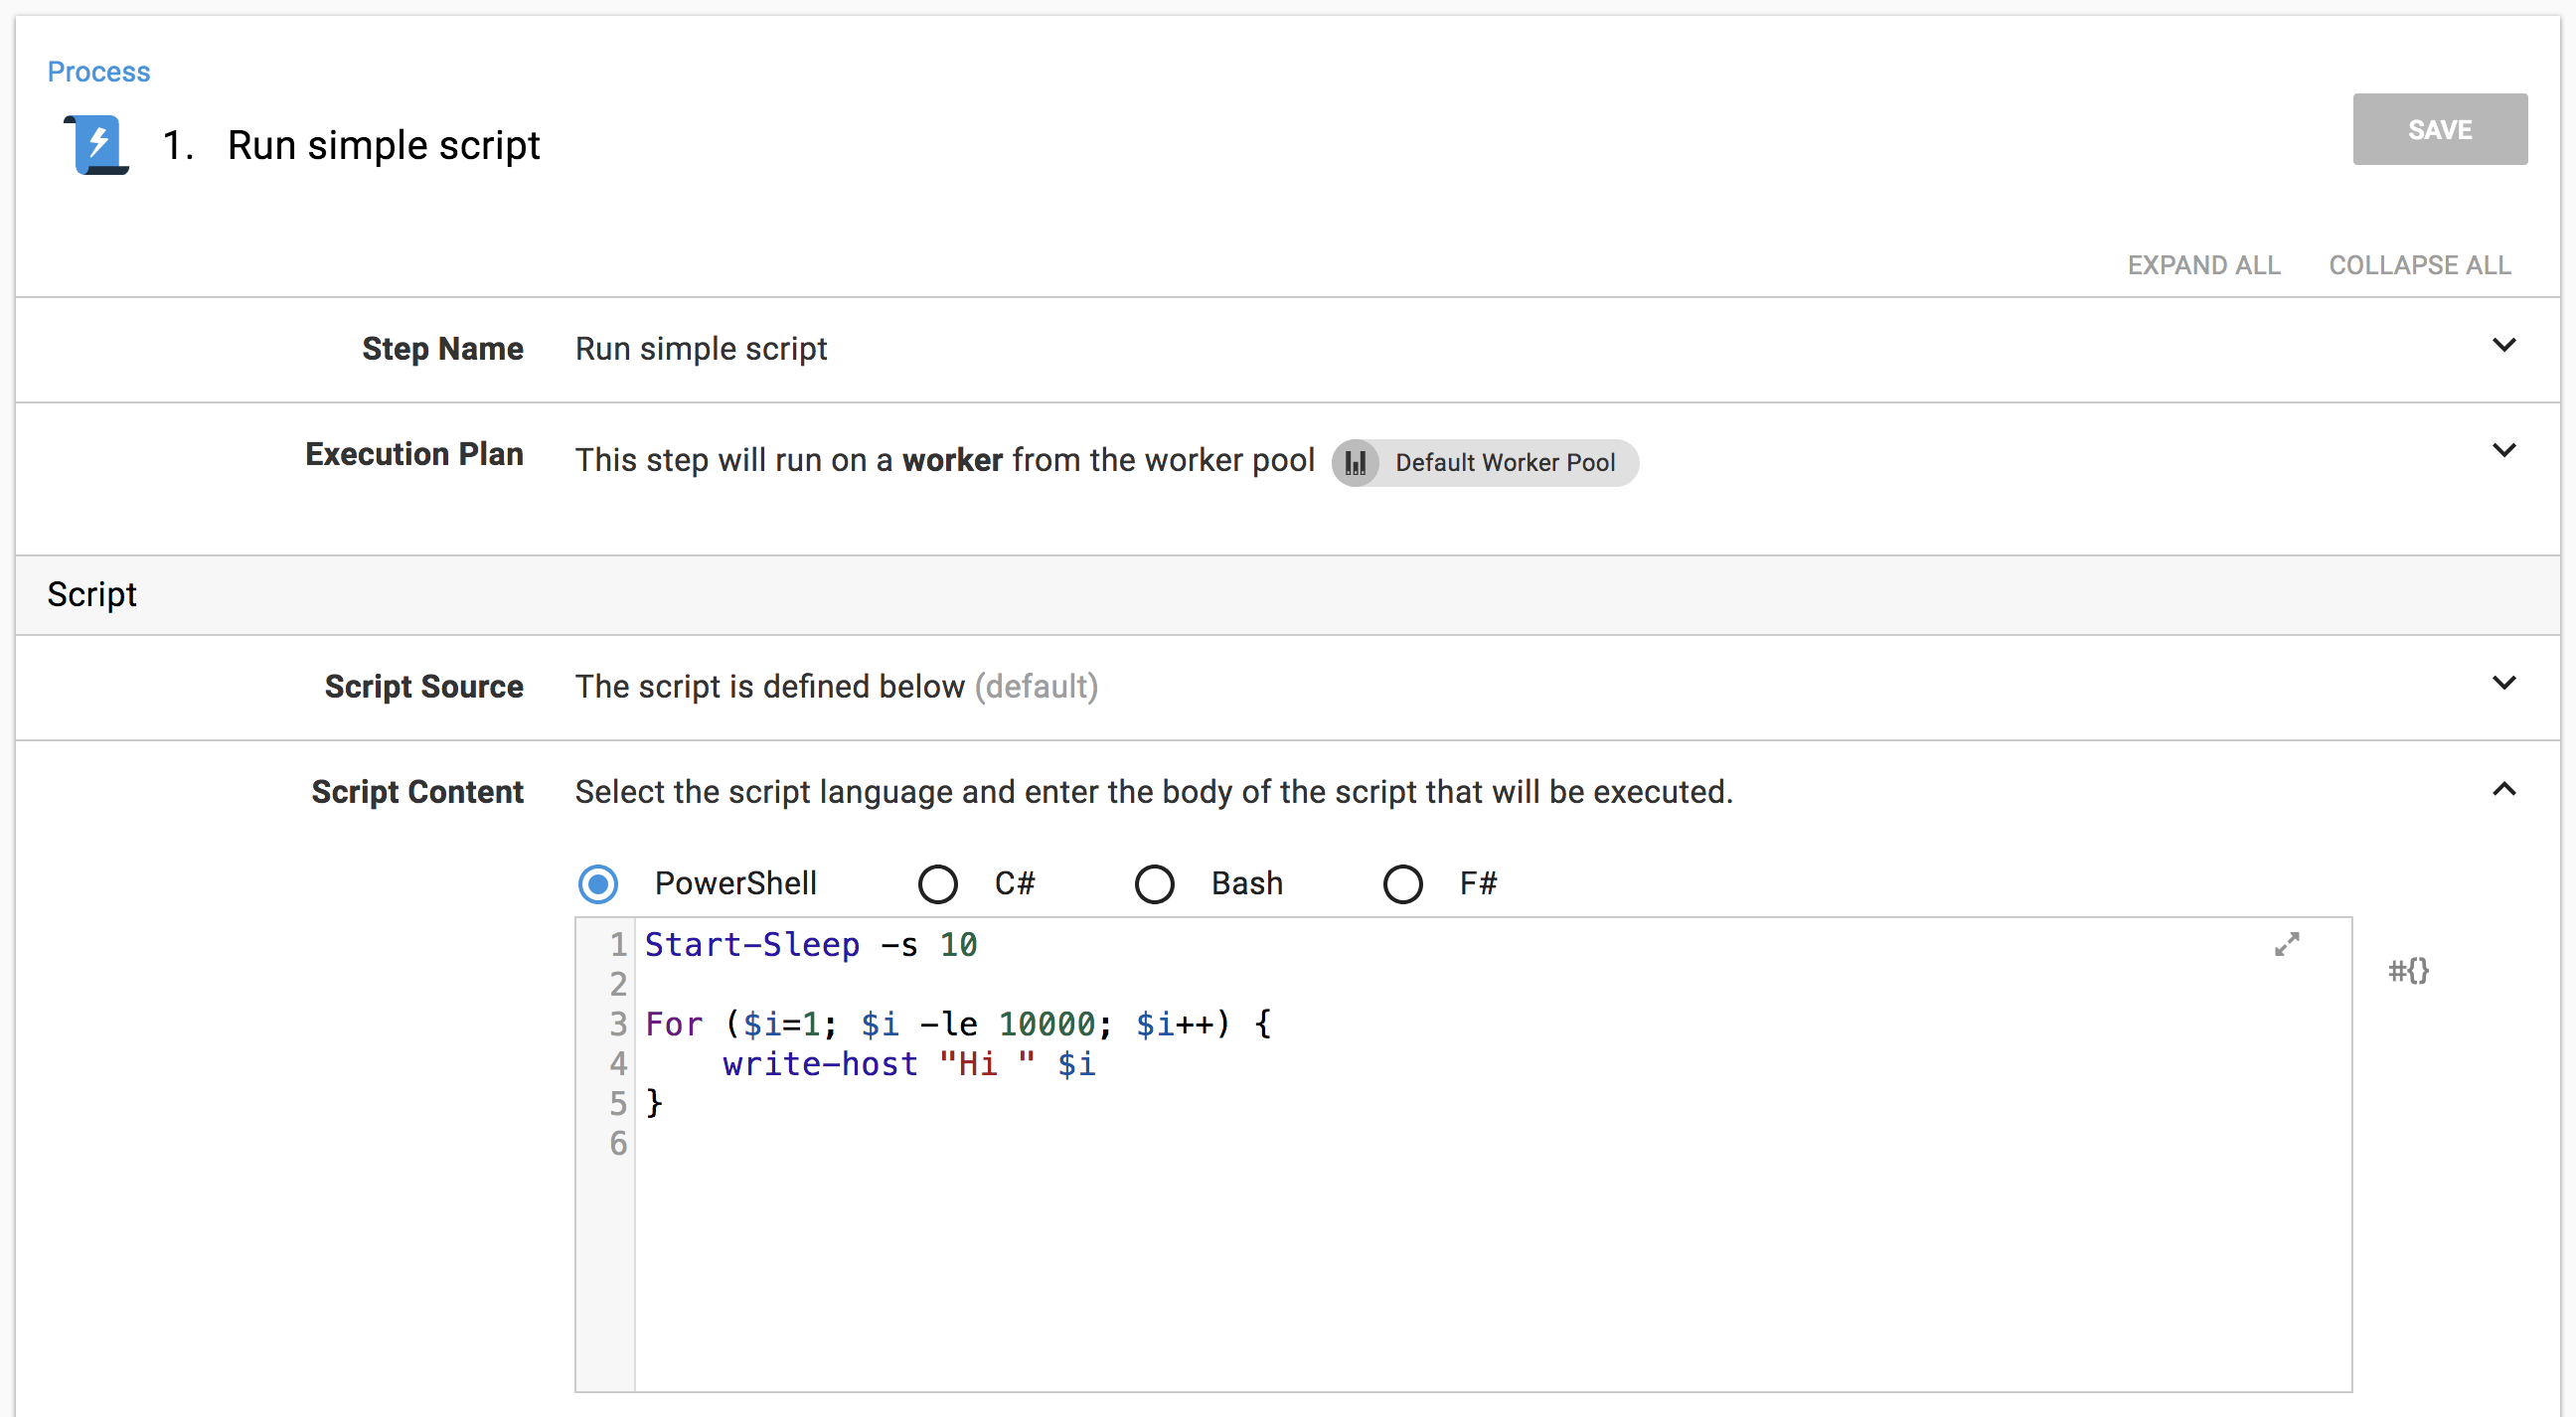 Process
1. Run simple script
SAVE
EXPAND ALL COLLAPSE ALL
Step Name Run simple script
Execution Plan This step will run on a worker from the worker pool Default Worker Pool
Script
Script Source The script is defined below (default)
Script Content Select the script language and enter the body of the script that will be executed.
PowerShell C# Bash F#
1 Start-Sleep -s 10
2
3 For ($i=1; $i -le 10000; $i++) {
4     write-host "Hi " $i
5 }
6
#{}